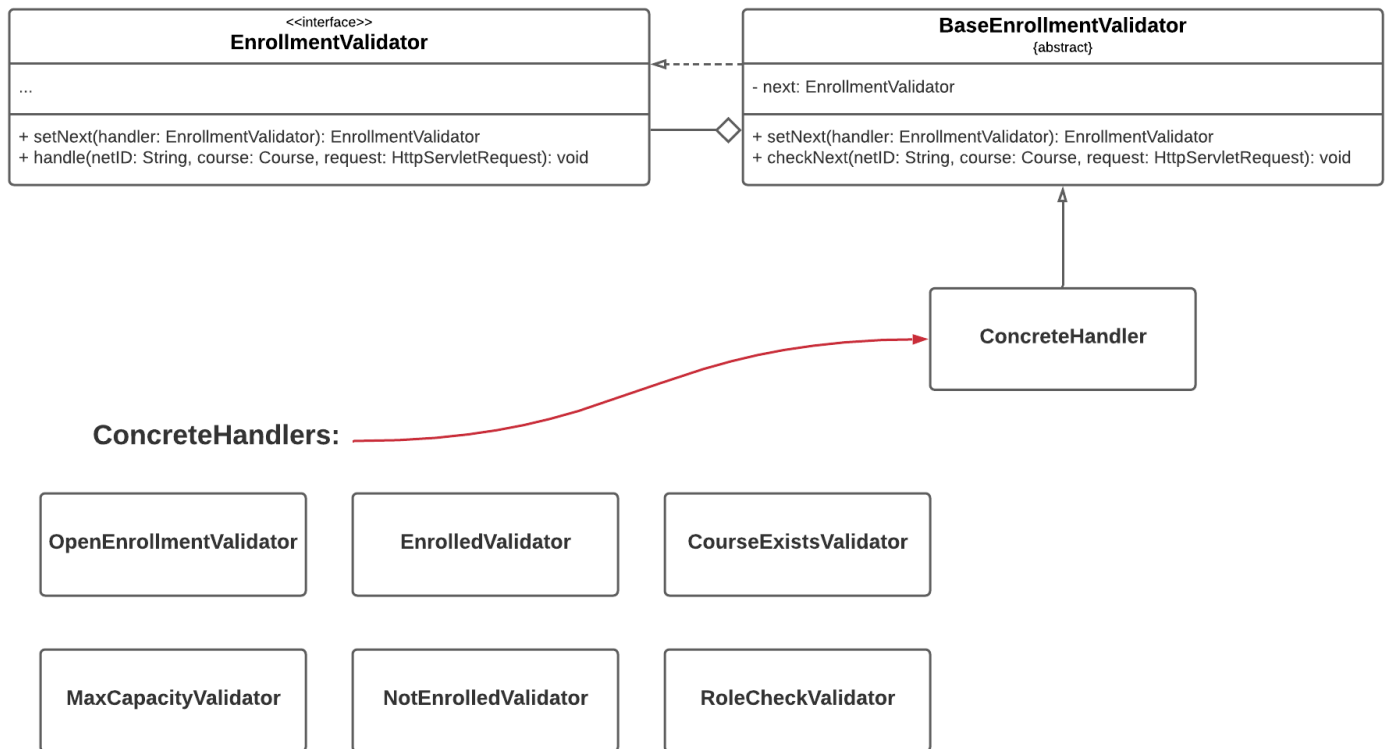 <<interface>>
EnrollmentValidator
...
+ setNext(handler: EnrollmentValidator): EnrollmentValidator
+ handle(netID: String, course: Course, request: HttpServletRequest): void
BaseEnrollmentValidator
{abstract}
- next: EnrollmentValidator
+ setNext(handler: EnrollmentValidator): EnrollmentValidator
+ checkNext(netID: String, course: Course, request: HttpServletRequest): void
ConcreteHandler
ConcreteHandlers:
OpenEnrollmentValidator
EnrolledValidator
CourseExistsValidator
MaxCapacityValidator
NotEnrolledValidator
RoleCheckValidator